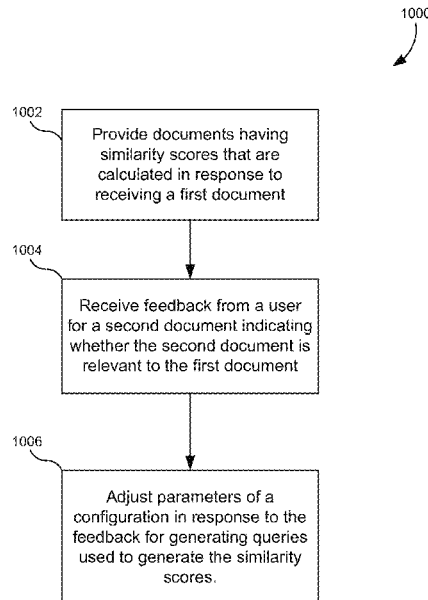 1000
1002
Provide documents having
similarity scores that are
calculated in response to
receiving a first document
1004
Receive feedback from a user
for a second document indicating
whether the second document is
relevant to the first document
1006
Adjust parameters of a
configuration in response to the
feedback for generating queries
used to generate the similarity
scores.